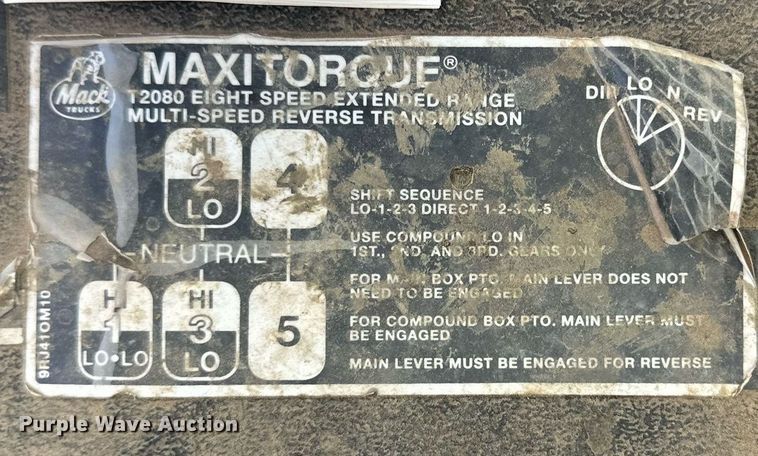 Mack
TRUCKS
MAXITORQUE®
T2080 EIGHT SPEED EXTENDED RANGE
MULTI-SPEED REVERSE TRANSMISSION
DIR LO N
REV
HI
2
LO
4
SHIFT SEQUENCE
LO-1-2-3 DIRECT 1-2-3-4-5
NEUTRAL
USE COMPOUND LO IN
1ST., 2ND. AND 3RD. GEARS ONLY
FOR MAIN BOX PTO. MAIN LEVER DOES NOT
NEED TO BE ENGAGED
HI
1
LO•LO
HI
3
LO
5
FOR COMPOUND BOX PTO. MAIN LEVER MUST
BE ENGAGED
MAIN LEVER MUST BE ENGAGED FOR REVERSE
Purple Wave Auction